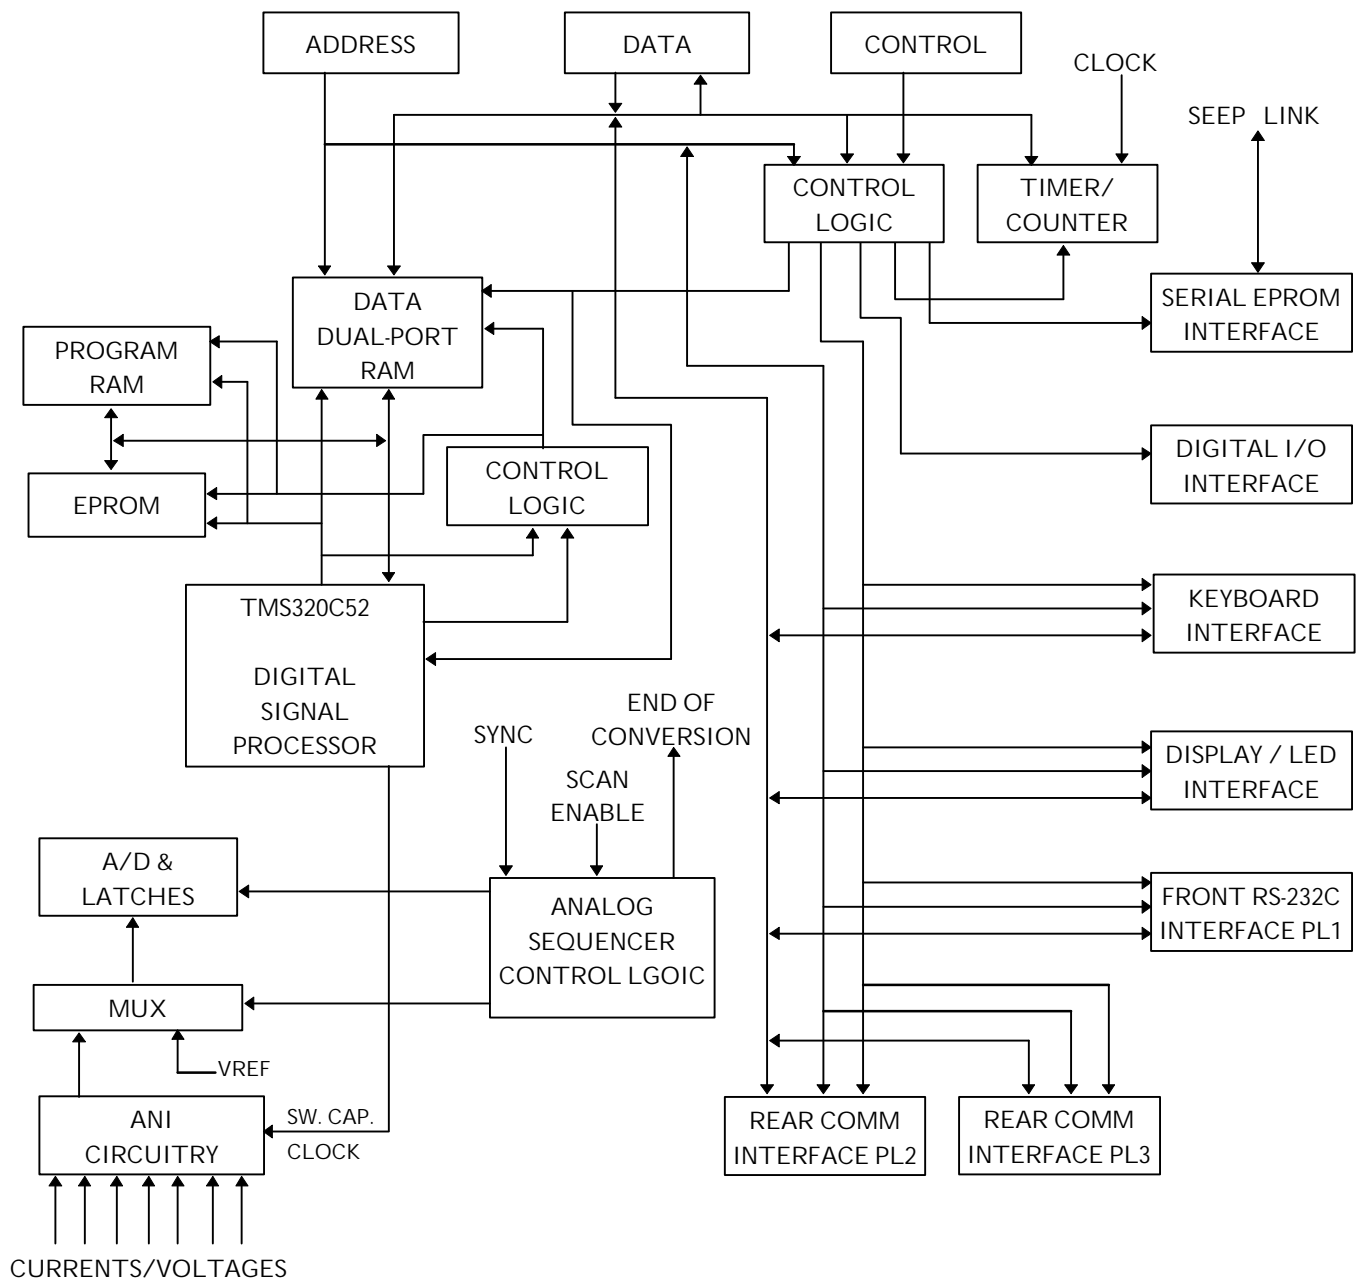 ADDRESS
DATA
CONTROL
CLOCK
SEEP LINK
CONTROL
LOGIC
TIMER/
COUNTER
DATA
DUAL-PORT
RAM
SERIAL EPROM
INTERFACE
PROGRAM
RAM
DIGITAL I/O
INTERFACE
CONTROL
LOGIC
EPROM
TMS320C52
DIGITAL
SIGNAL
PROCESSOR
KEYBOARD
INTERFACE
END OF
CONVERSION
SYNC
SCAN
ENABLE
DISPLAY / LED
INTERFACE
A/D &
LATCHES
ANALOG
SEQUENCER
CONTROL LGOIC
FRONT RS-232C
INTERFACE PL1
MUX
VREF
ANI
CIRCUITRY
SW. CAP.
CLOCK
REAR COMM
INTERFACE PL2
REAR COMM
INTERFACE PL3
CURRENTS/VOLTAGES